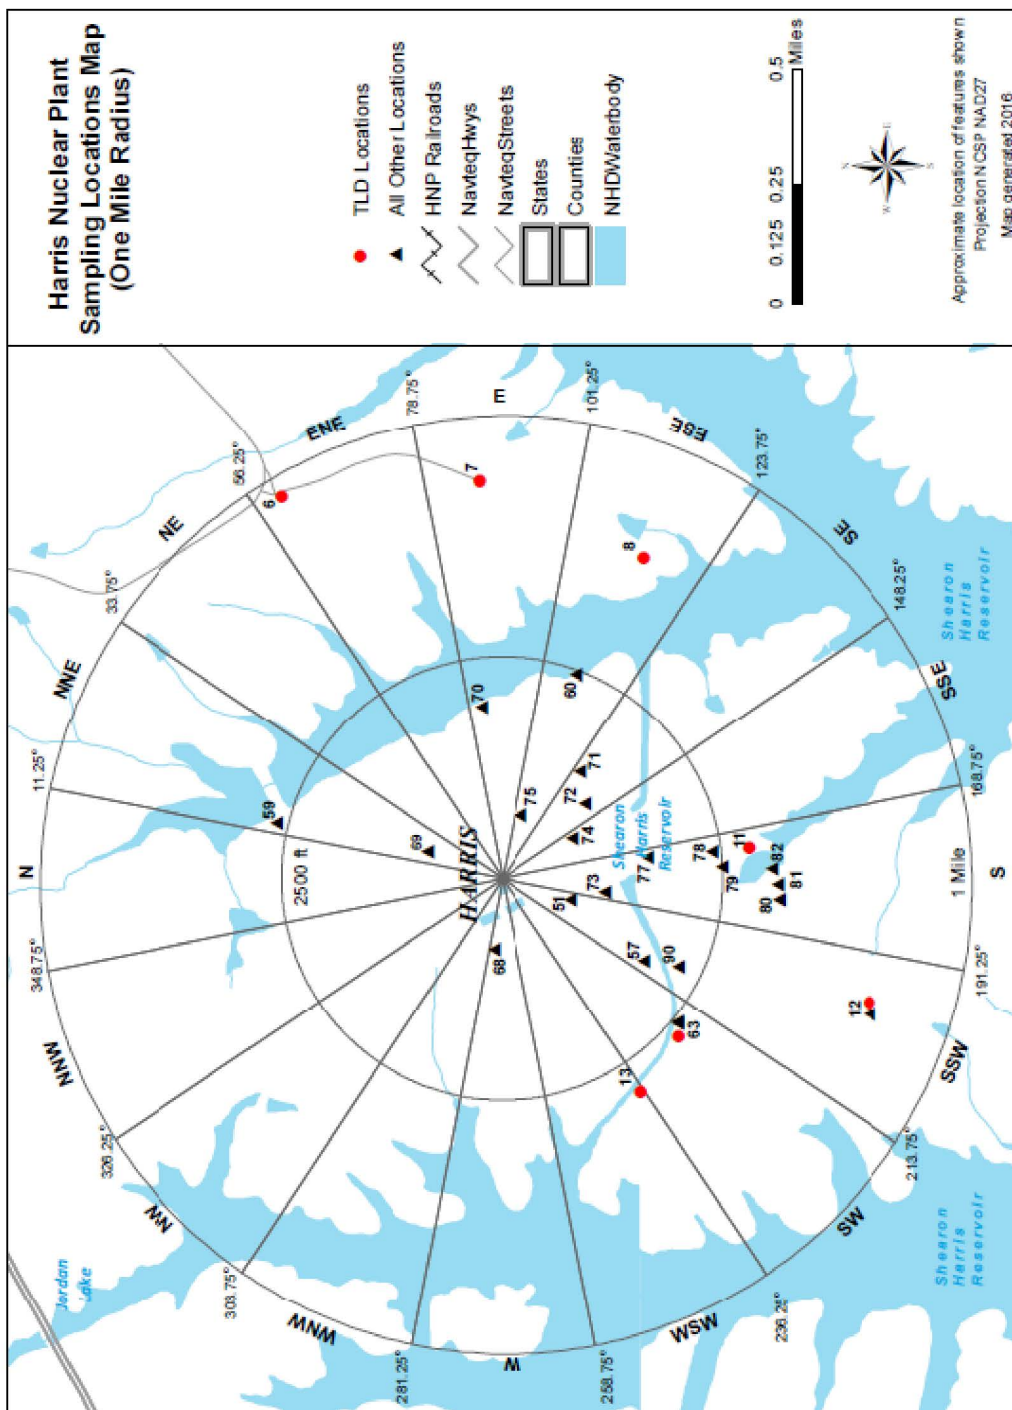 Harris Nuclear Plant
Sampling Locations Map
(One Mile Radius)
TLD Locations
All Other Locations
HNP Railroads
NavteqHwys
NavteqStreets
States
Counties
NHDWaterbody
0 0.125 0.25 0.5
Miles
N
E
S
W
Approximate location of features shown
Projection NCSP NAD27
Map generated 2016
N
11.25°
NNE
33.75°
NE
56.25°
ENE
78.75°
E
101.25°
ESE
123.75°
SE
148.25°
SSE
168.75°
S
191.25°
SSW
213.75°
SW
236.25°
WSW
258.75°
W
281.25°
WNW
303.75°
NW
326.25°
NNW
348.75°
2500 ft
1 Mile
HARRIS
Jordan
Lake
Shearon
Harris
Reservoir
Shearon
Harris
Reservoir
Shearon
Harris
Reservoir
6
7
8
11
12
13
51
57
59
60
63
68
69
70
71
72
73
74
75
77
78
79
80
81
82
90